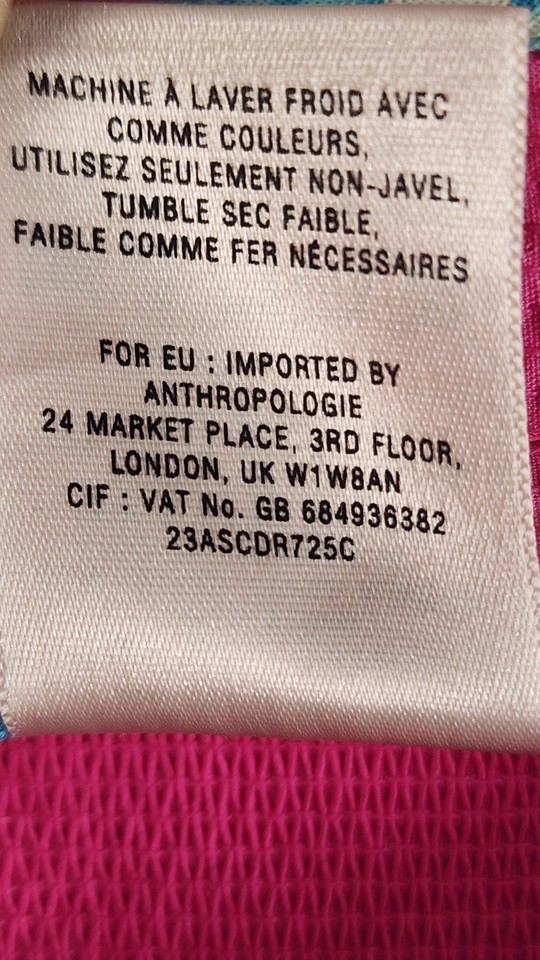 MACHINE À LAVER FROID AVEC
COMME COULEURS,
UTILISEZ SEULEMENT NON-JAVEL,
TUMBLE SEC FAIBLE,
FAIBLE COMME FER NÉCESSAIRES
FOR EU : IMPORTED BY
ANTHROPOLOGIE
24 MARKET PLACE, 3RD FLOOR,
LONDON, UK W1W8AN
CIF : VAT No. GB 684936382
23ASCDR725C